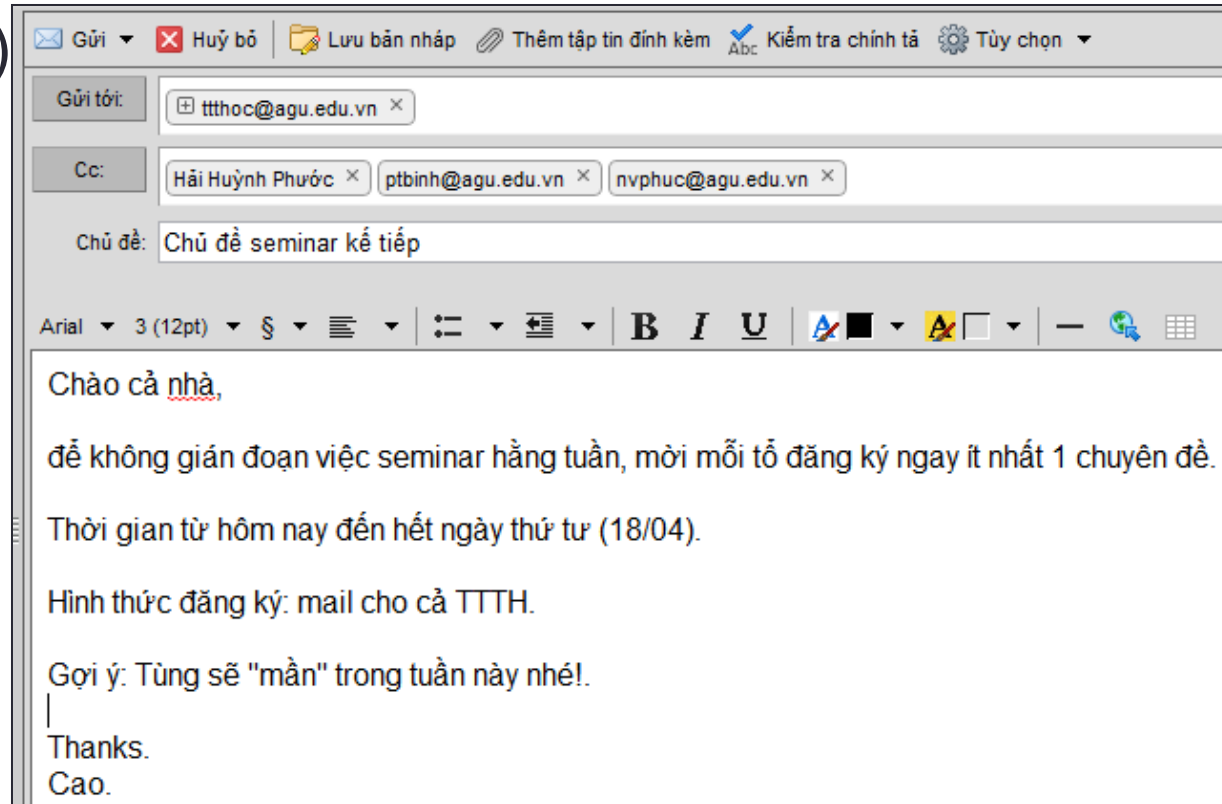 )
Gửi Huỷ bỏ Lưu bản nháp Thêm tập tin đính kèm Abc Kiểm tra chính tả Tùy chọn
Gửi tới: ttthoc@agu.edu.vn ×
Cc: Hải Huỳnh Phước × ptbinh@agu.edu.vn × nvphuc@agu.edu.vn ×
Chủ đề: Chủ đề seminar kế tiếp
Arial 3 (12pt) § B I U A A
Chào cả nhà,
để không gián đoạn việc seminar hằng tuần, mời mỗi tổ đăng ký ngay ít nhất 1 chuyên đề.
Thời gian từ hôm nay đến hết ngày thứ tư (18/04).
Hình thức đăng ký: mail cho cả TTTH.
Gợi ý: Tùng sẽ "mần" trong tuần này nhé!.
Thanks.
Cao.